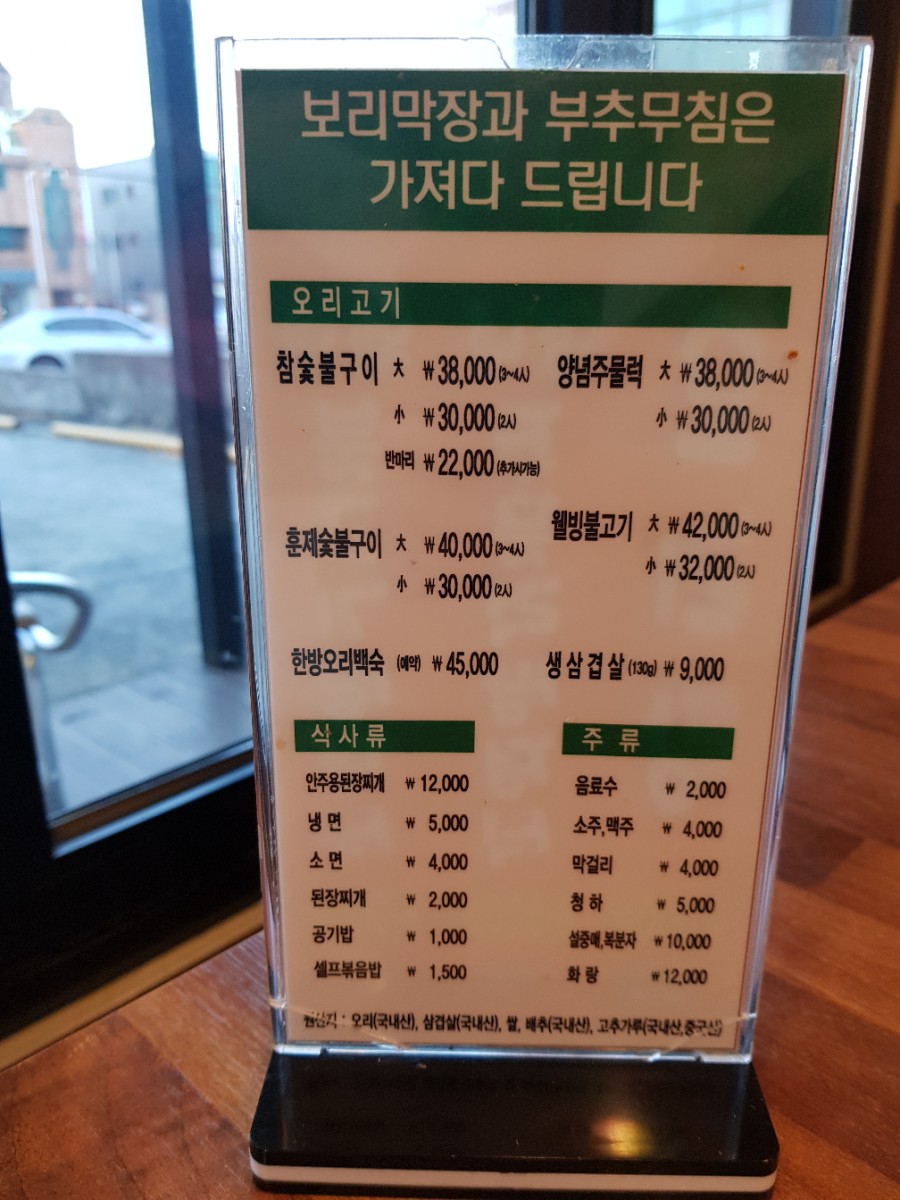 보리막장과 부추무침은
가져다 드립니다
오리고기
참숯불구이 大 ₩38,000 (3~4人)
小 ₩30,000 (2人)
반마리 ₩22,000 (추가시가능)
양념주물럭 大 ₩38,000 (3~4人)
小 ₩30,000 (2人)
훈제숯불구이 大 ₩40,000 (3~4人)
小 ₩30,000 (2人)
웰빙불고기 大 ₩42,000 (3~4人)
小 ₩32,000 (2人)
한방오리백숙 (예약) ₩45,000
생삼겹살 (130g) ₩9,000
식사류
안주용된장찌개 ₩12,000
냉면 ₩5,000
소면 ₩4,000
된장찌개 ₩2,000
공기밥 ₩1,000
셀프볶음밥 ₩1,500
주류
음료수 ₩2,000
소주,맥주 ₩4,000
막걸리 ₩4,000
청하 ₩5,000
설중매,복분자 ₩10,000
화랑 ₩12,000
원산지 : 오리(국내산), 삼겹살(국내산), 쌀, 배추(국내산), 고추가루(국내산,중국산)